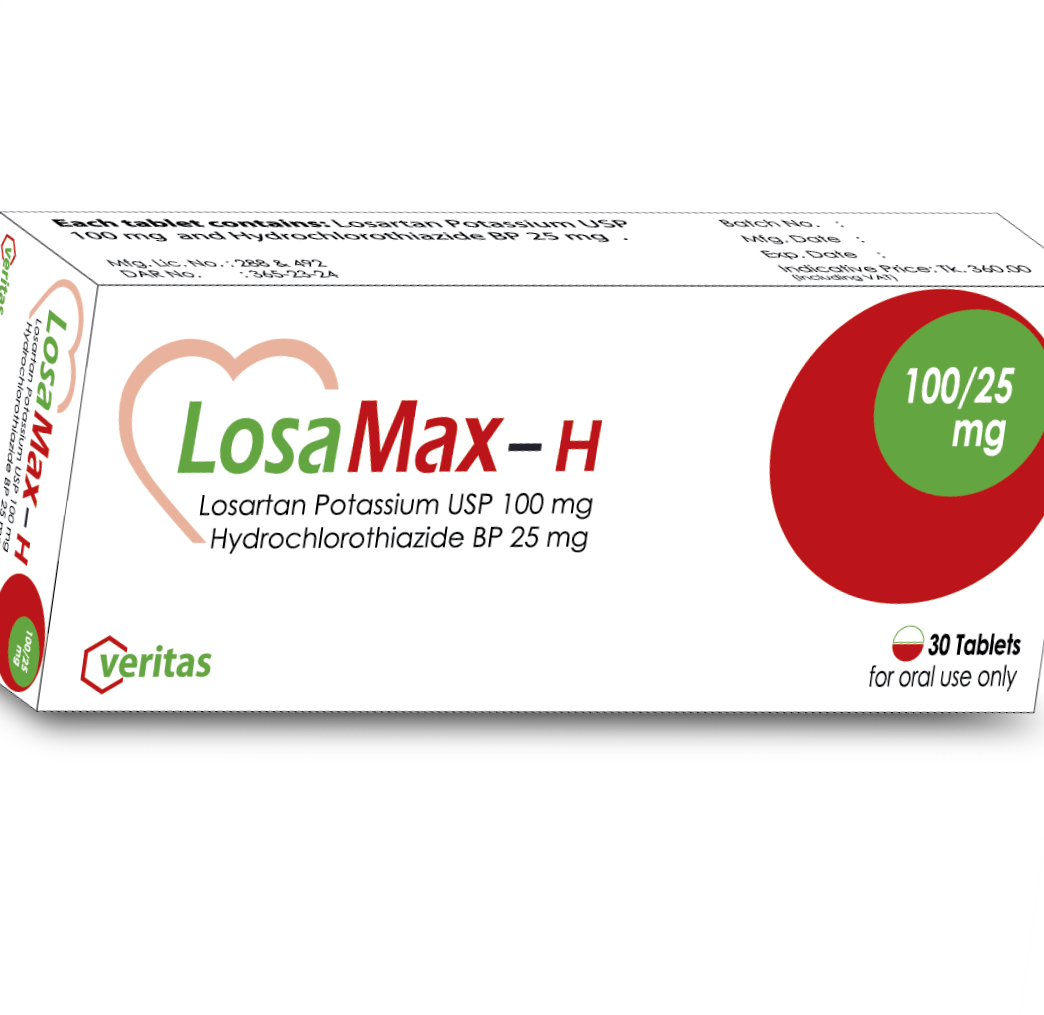 Each tablet contains: Losartan Potassium USP
100 mg and Hydrochlorothiazide BP 25 mg .
Mfg. Lic. No. : 288 & 492
DAR No. : 365-23-24
Batch No. :
Mfg. Date :
Exp. Date :
Indicative Price: Tk. 360.00
(Including VAT)
veritas
LosaMax – H
Losartan Potassium USP 100 mg
Hydrochlorothiazide BP 25 mg
100/25
mg
LosaMax – H
Losartan Potassium USP 100 mg
Hydrochlorothiazide BP 25 mg
100/25
mg
veritas
30 Tablets
for oral use only